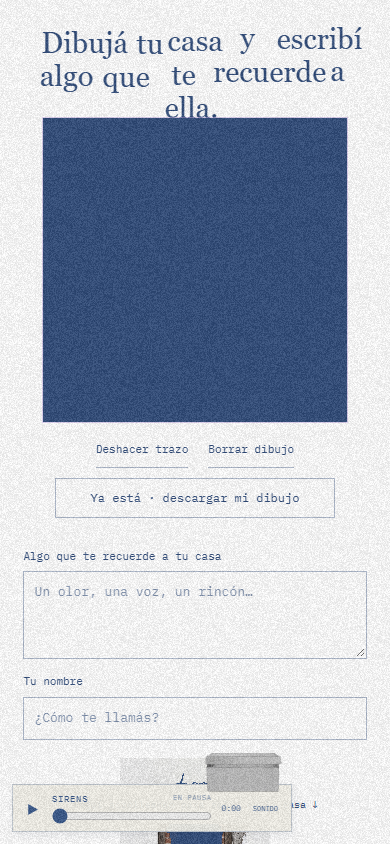 Dibujá tu casa y escribí
algo que te recuerde a
ella.
Deshacer trazo Borrar dibujo
Ya está · descargar mi dibujo
Algo que te recuerde a tu casa
Un olor, una voz, un rincón…
Tu nombre
¿Cómo te llamás?
SIRENS EN PAUSA
0:00 SONIDO
↓